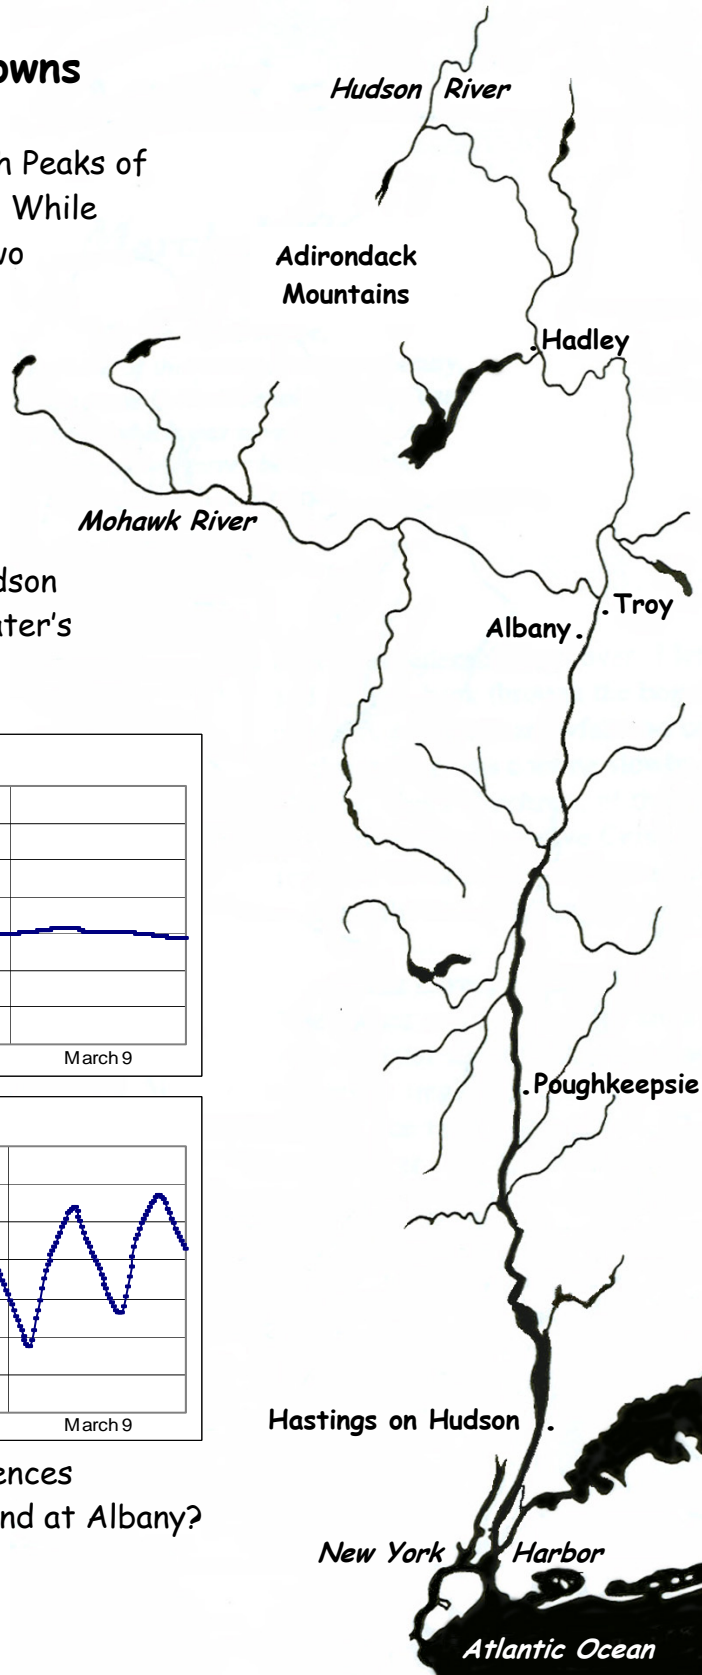 owns
Hudson River
n Peaks of
While
wo
Adirondack
Mountains
.Hadley
Mohawk River
dson
ater's
.Troy
Albany.
March 9
.Poughkeepsie
March 9
Hastings on Hudson .
ences
nd at Albany?
New York Harbor
Atlantic Ocean